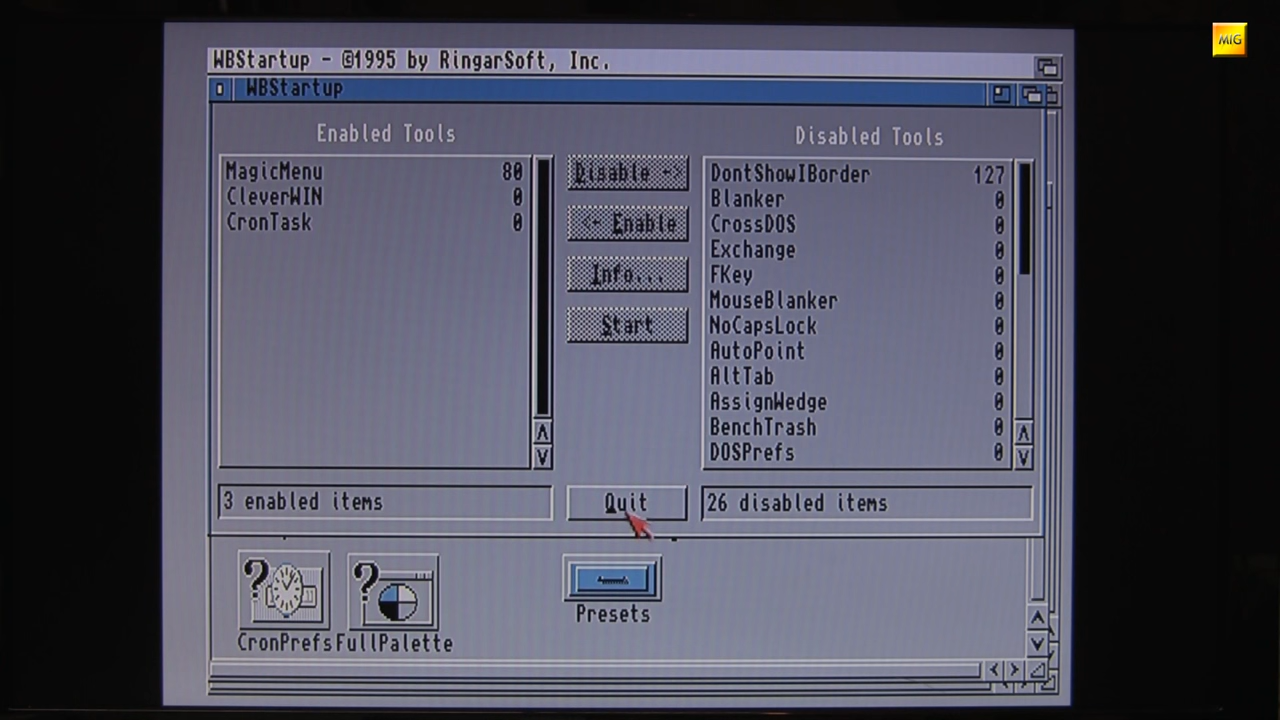 MiG
WBStartup - ©1995 by RingarSoft, Inc.
WBStartup
Enabled Tools
Disabled Tools
MagicMenu 80
CleverWIN 0
CronTask 0
Disable ->
<- Enable
Info...
Start
DontShowIBorder 127
Blanker 0
CrossDOS 0
Exchange 0
FKey 0
MouseBlanker 0
NoCapsLock 0
AutoPoint 0
AltTab 0
AssignWedge 0
BenchTrash 0
DOSPrefs 0
3 enabled items
Quit
26 disabled items
Presets
CronPrefs
FullPalette